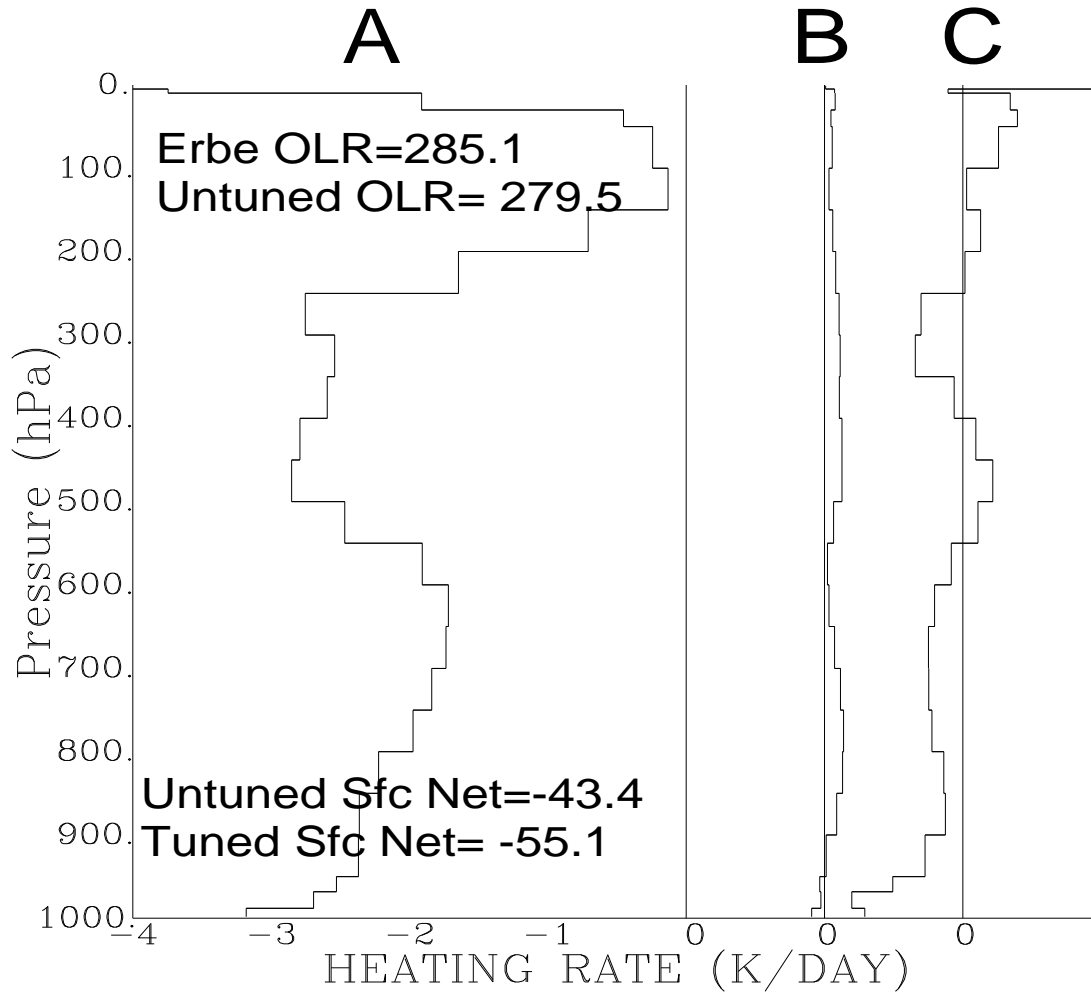 A B C
0.
Erbe OLR=285.1
100.
Untuned OLR= 279.5
200.
300.
400.
500.
600.
700.
800.
Untuned Sfc Net=-43.4
900.
Tuned Sfc Net= -55.1
1000.
Pressure (hPa)
-4 -3 -2 -1 0 0 0
HEATING RATE (K/DAY)